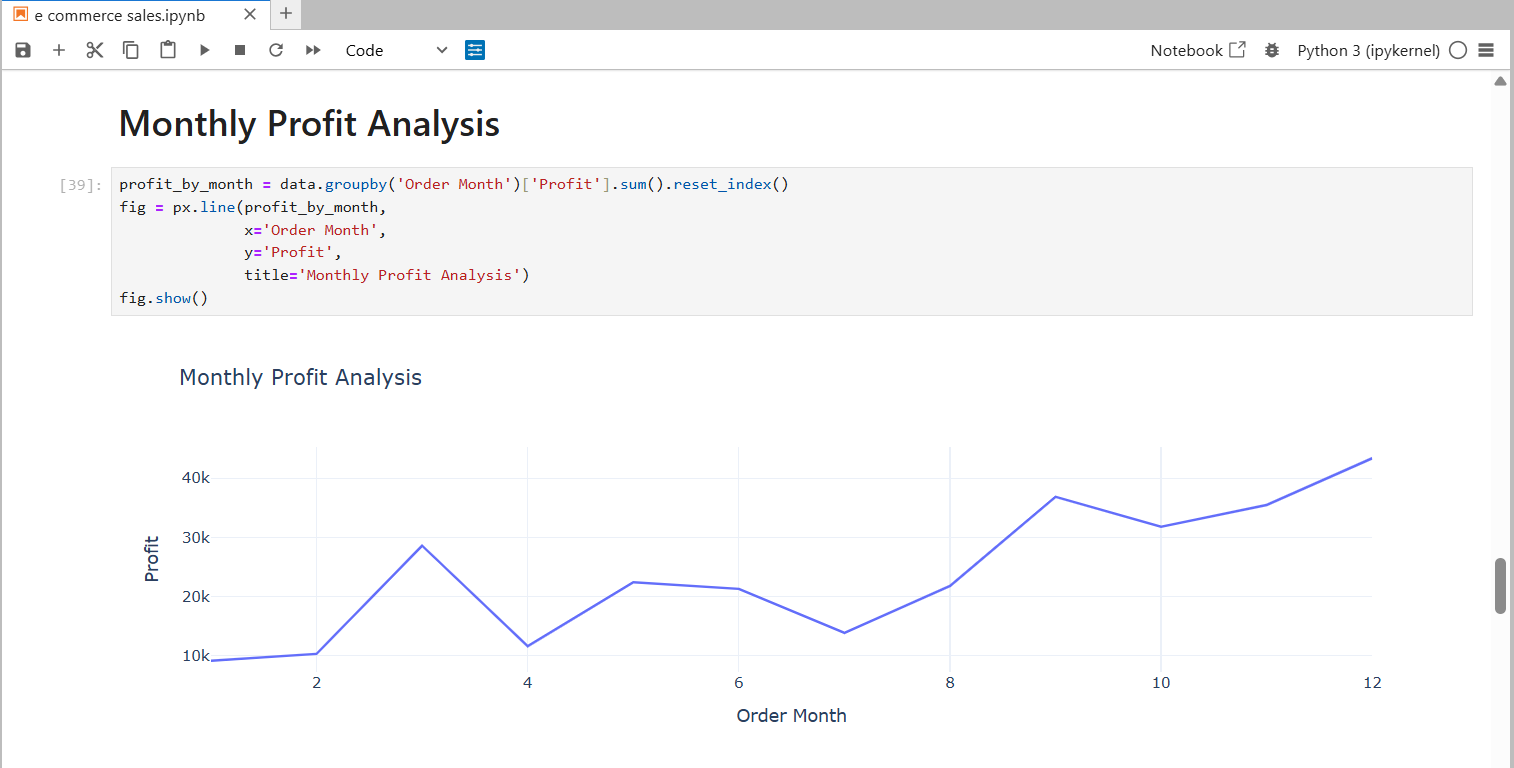 e commerce sales.ipynb
Code
Notebook
Python 3 (ipykernel)
Monthly Profit Analysis
[39]:
profit_by_month = data.groupby('Order Month')['Profit'].sum().reset_index()
fig = px.line(profit_by_month,
              x='Order Month',
              y='Profit',
              title='Monthly Profit Analysis')
fig.show()
Monthly Profit Analysis
40k
30k
20k
10k
Profit
2 4 6 8 10 12
Order Month